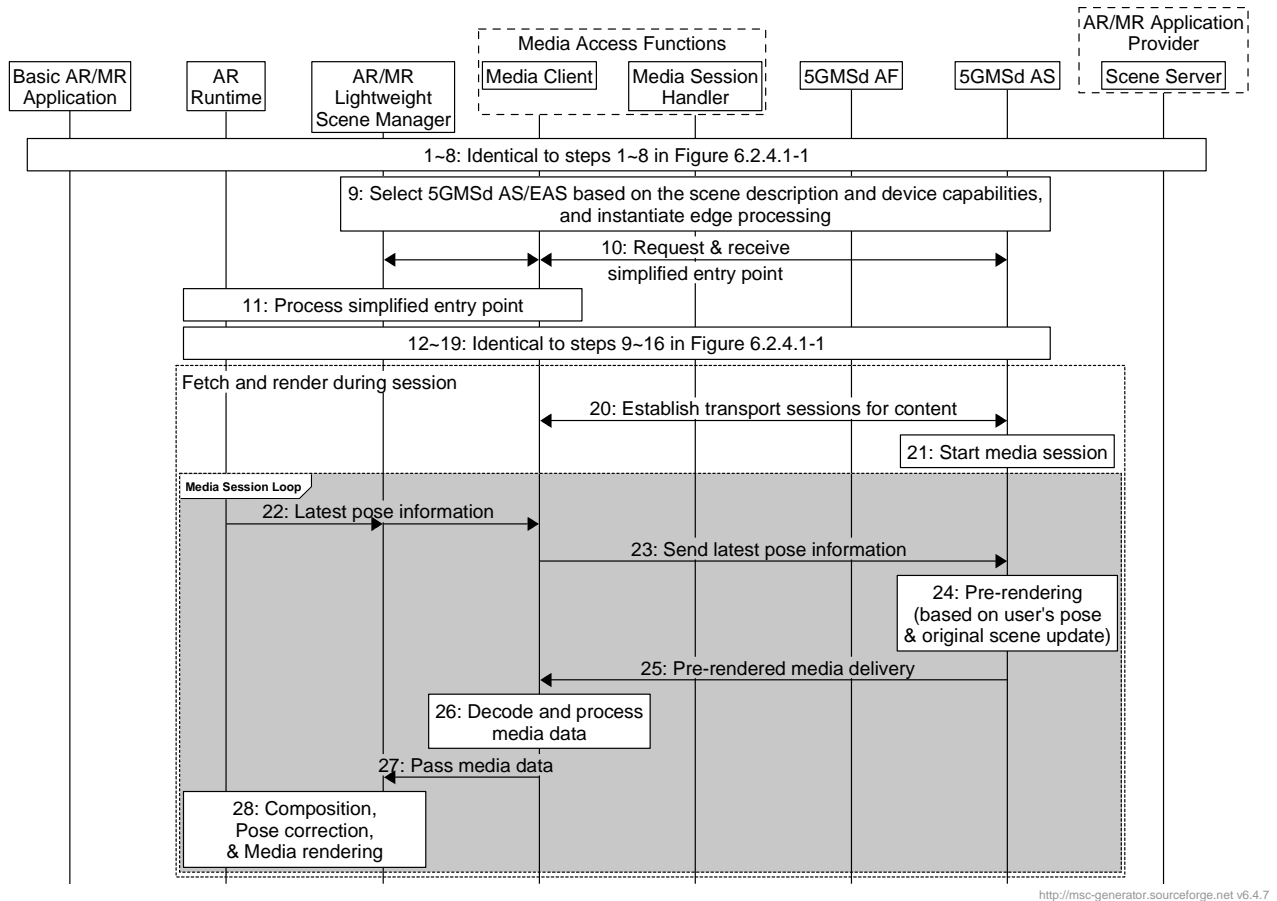 AR/MR Application
Provider
Media Access Functions
Basic AR/MR
Application
AR
Runtime
AR/MR
Lightweight
Scene Manager
Media Client
Media Session
Handler
5GMSd AF
5GMSd AS
Scene Server
1~8: Identical to steps 1~8 in Figure 6.2.4.1-1
9: Select 5GMSd AS/EAS based on the scene description and device capabilities,
and instantiate edge processing
10: Request & receive
simplified entry point
11: Process simplified entry point
12~19: Identical to steps 9~16 in Figure 6.2.4.1-1
Fetch and render during session
20: Establish transport sessions for content
21: Start media session
Media Session Loop
22: Latest pose information
23: Send latest pose information
24: Pre-rendering
(based on user's pose
& original scene update)
25: Pre-rendered media delivery
26: Decode and process
media data
27: Pass media data
28: Composition,
Pose correction,
& Media rendering
http://msc-generator.sourceforge.net v6.4.7